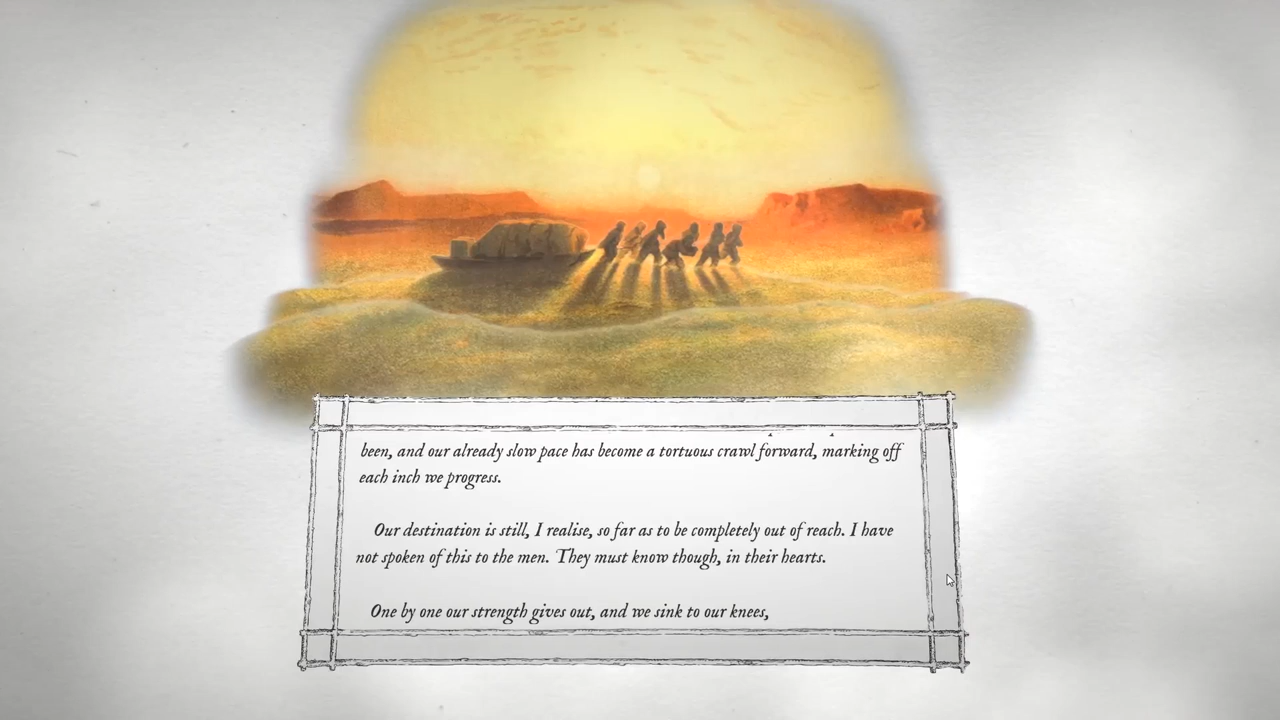 been, and our already slow pace has become a tortuous crawl forward, marking off
each inch we progress.
Our destination is still, I realise, so far as to be completely out of reach. I have
not spoken of this to the men. They must know though, in their hearts.
One by one our strength gives out, and we sink to our knees,